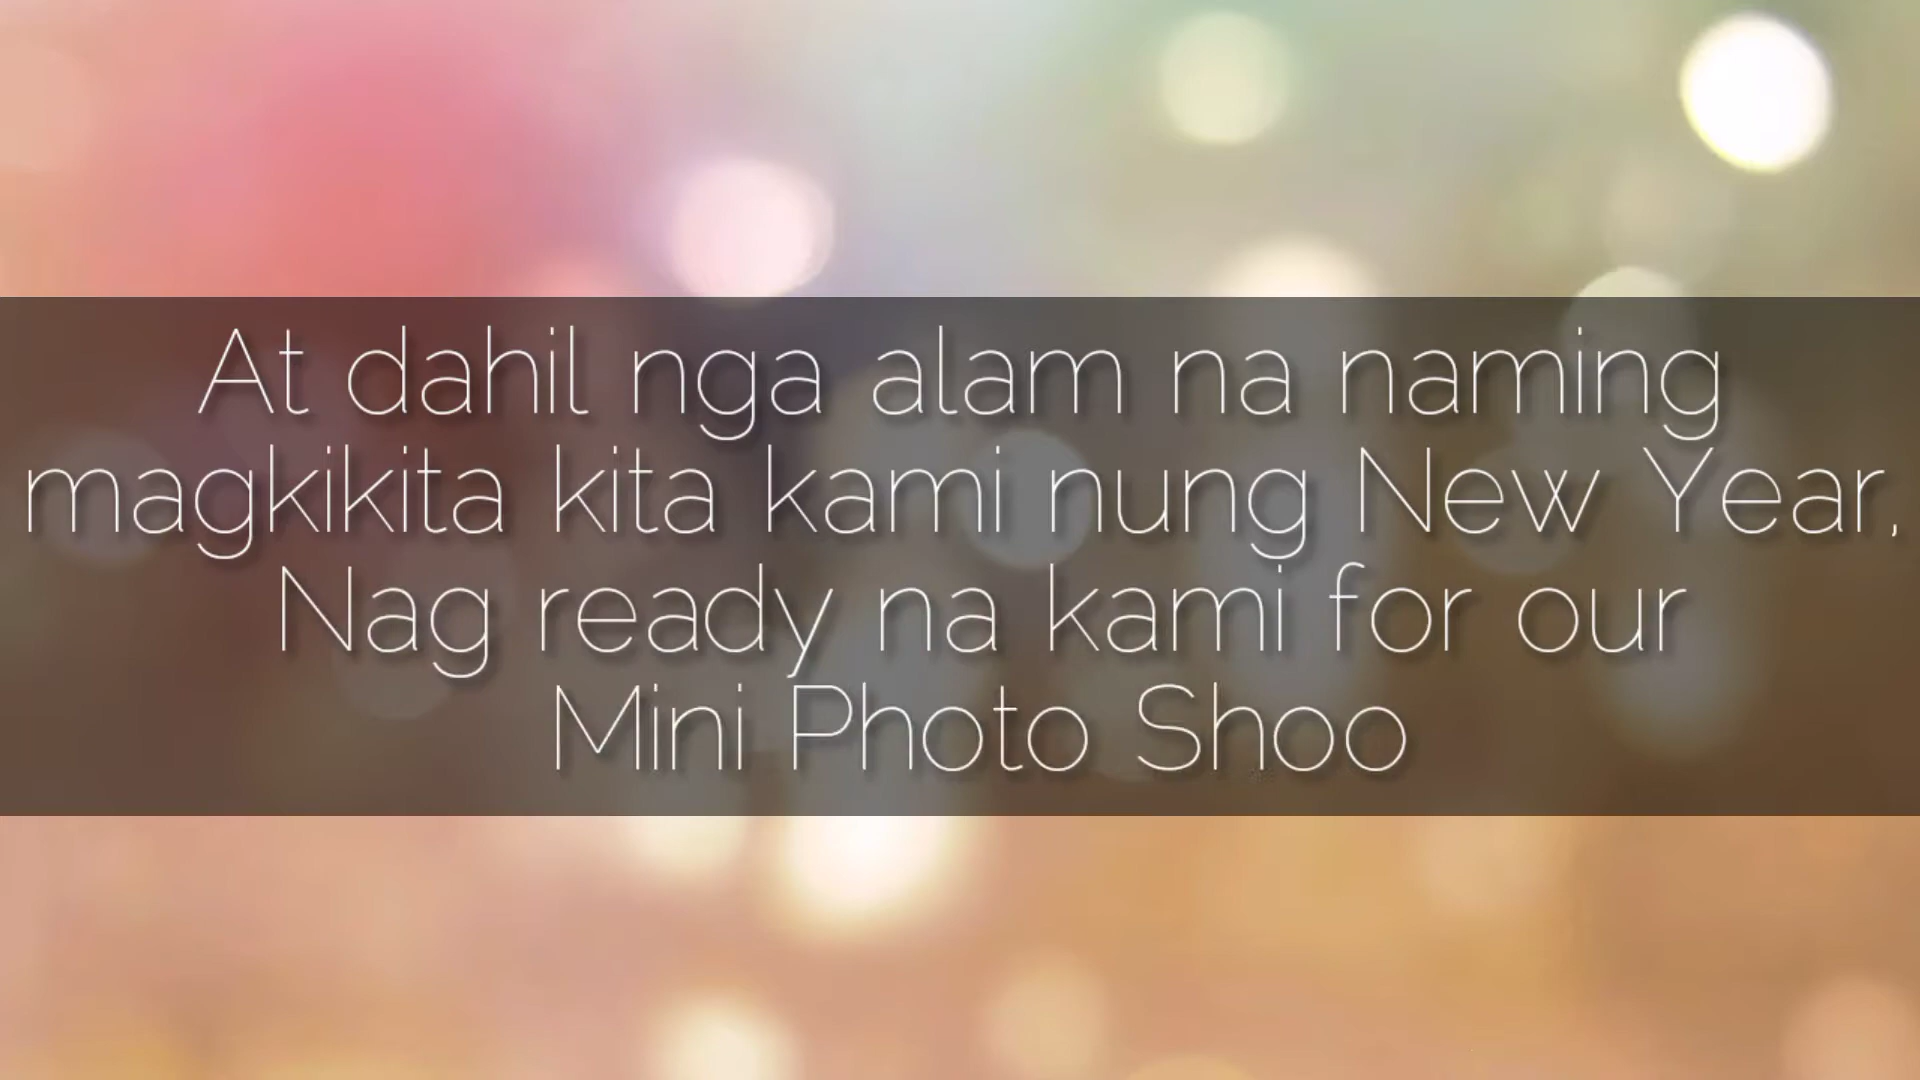 At dahil nga alam na naming
magkikita kita kami nung New Year,
Nag ready na kami for our
Mini Photo Shoo